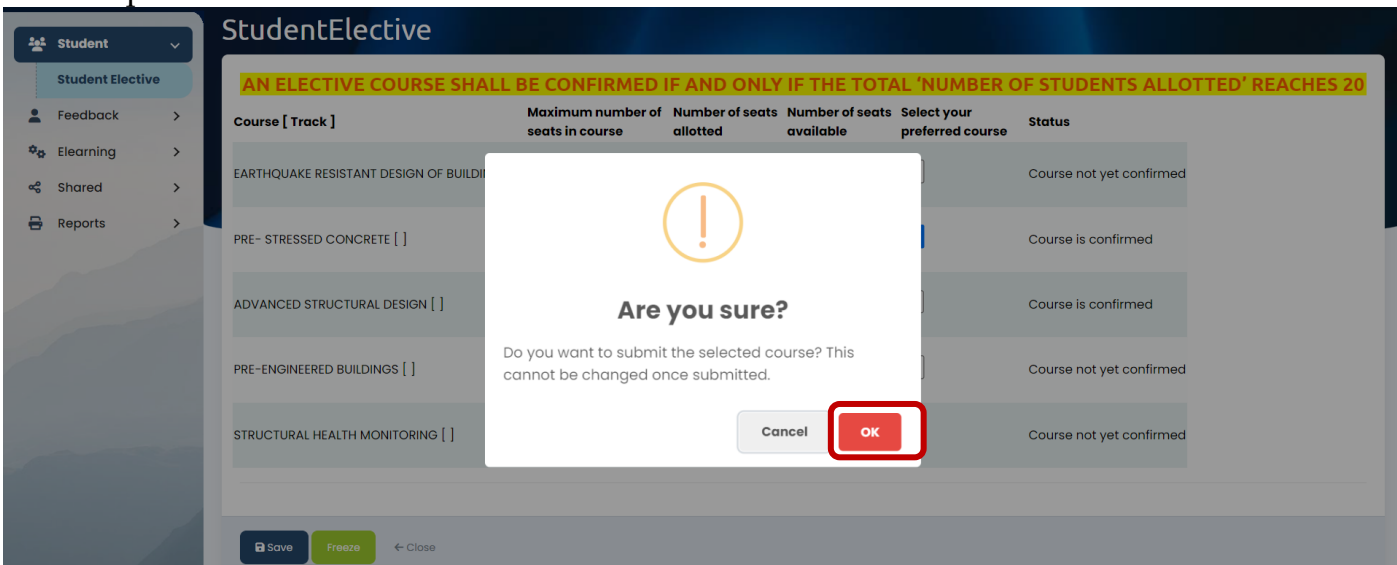 StudentElective
Student
Student Elective
Feedback
Elearning
Shared
Reports
AN ELECTIVE COURSE SHALL BE CONFIRMED IF AND ONLY IF THE TOTAL ‘NUMBER OF STUDENTS ALLOTTED’ REACHES 20
Course [ Track ] Maximum number of seats in course Number of seats allotted Number of seats available Select your preferred course Status
EARTHQUAKE RESISTANT DESIGN OF Course not yet confirmed
PRE- STRESSED CONCRETE [ ] Course is confirmed
ADVANCED STRUCTURAL DESIGN [ ] Course is confirmed
PRE-ENGINEERED BUILDINGS [ ] Course not yet confirmed
STRUCTURAL HEALTH MONITORING [ ] Course not yet confirmed
Are you sure?
Do you want to submit the selected course? This
cannot be changed once submitted.
Cancel OK
Save Freeze ← Close